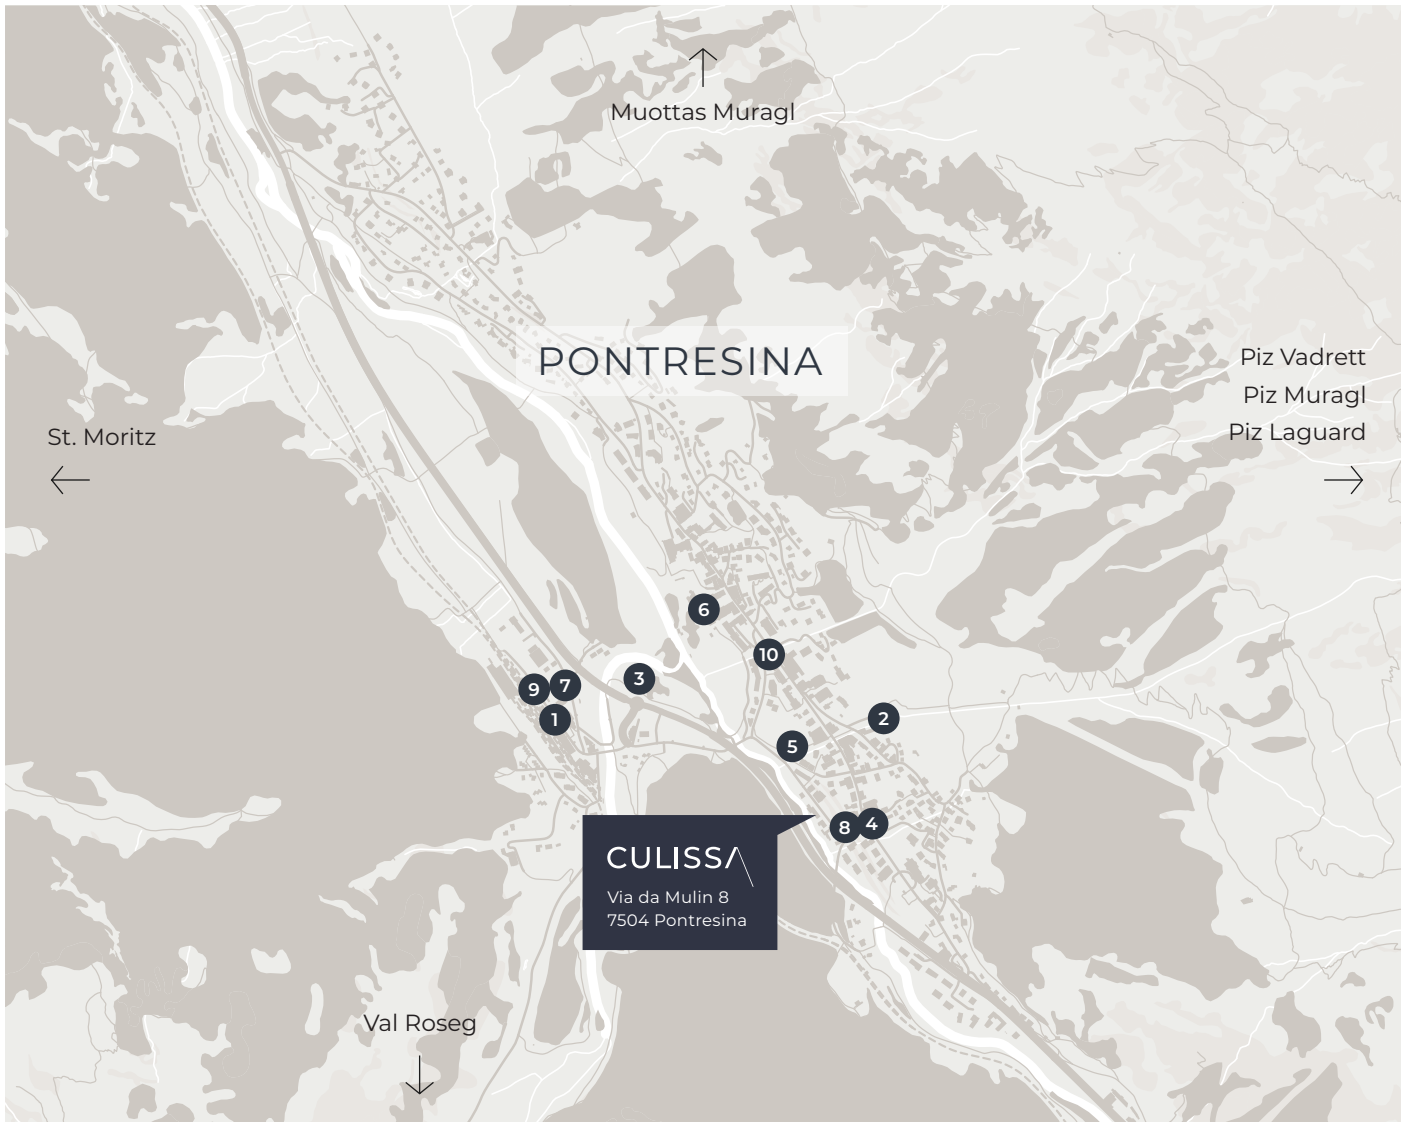 Muottas Muragl
PONTRESINA
Piz Vadrett
Piz Muragl
Piz Laguard
St. Moritz
6
10
3
7
9
1
2
5
4
8
CULISSA
Via da Mulin 8
7504 Pontresina
Val Roseg